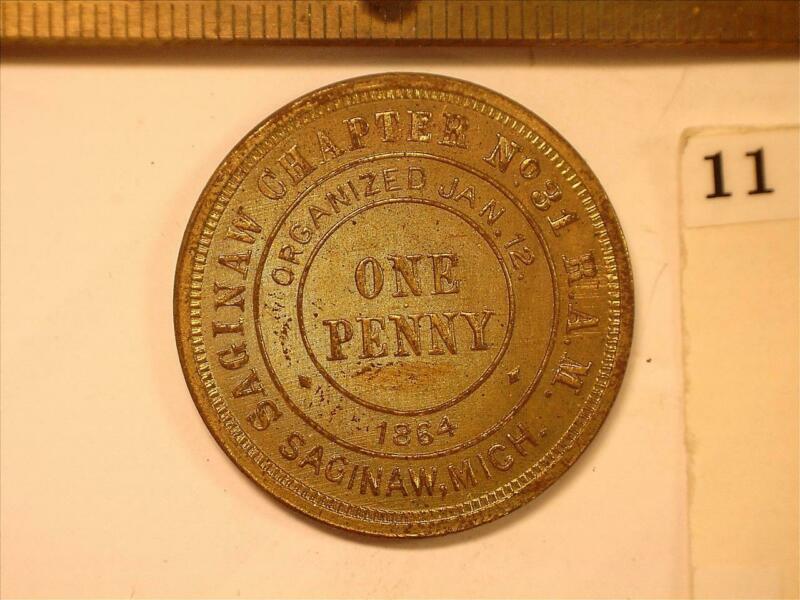 SAGINAW CHAPTER No 31 R.A.M.
SAGINAW, MICH.
ORGANIZED JAN. 12.
1864
ONE
PENNY
11